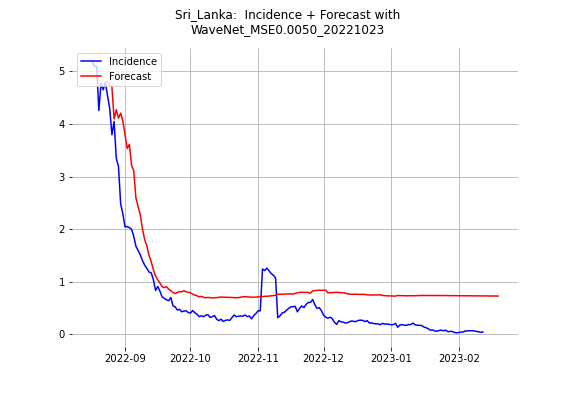 Sri_Lanka:  Incidence + Forecast with
WaveNet_MSE0.0050_20221023
Incidence
Forecast
5
4
3
2
1
0
2022-09 2022-10 2022-11 2022-12 2023-01 2023-02